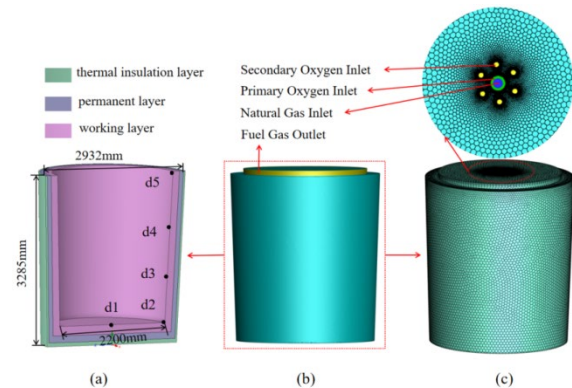 thermal insulation layer
permanent layer
working layer
2932mm
3285mm
d5
d4
d3
d1
d2
2200mm
(a)
Secondary Oxygen Inlet
Primary Oxygen Inlet
Natural Gas Inlet
Fuel Gas Outlet
(b)
(c)